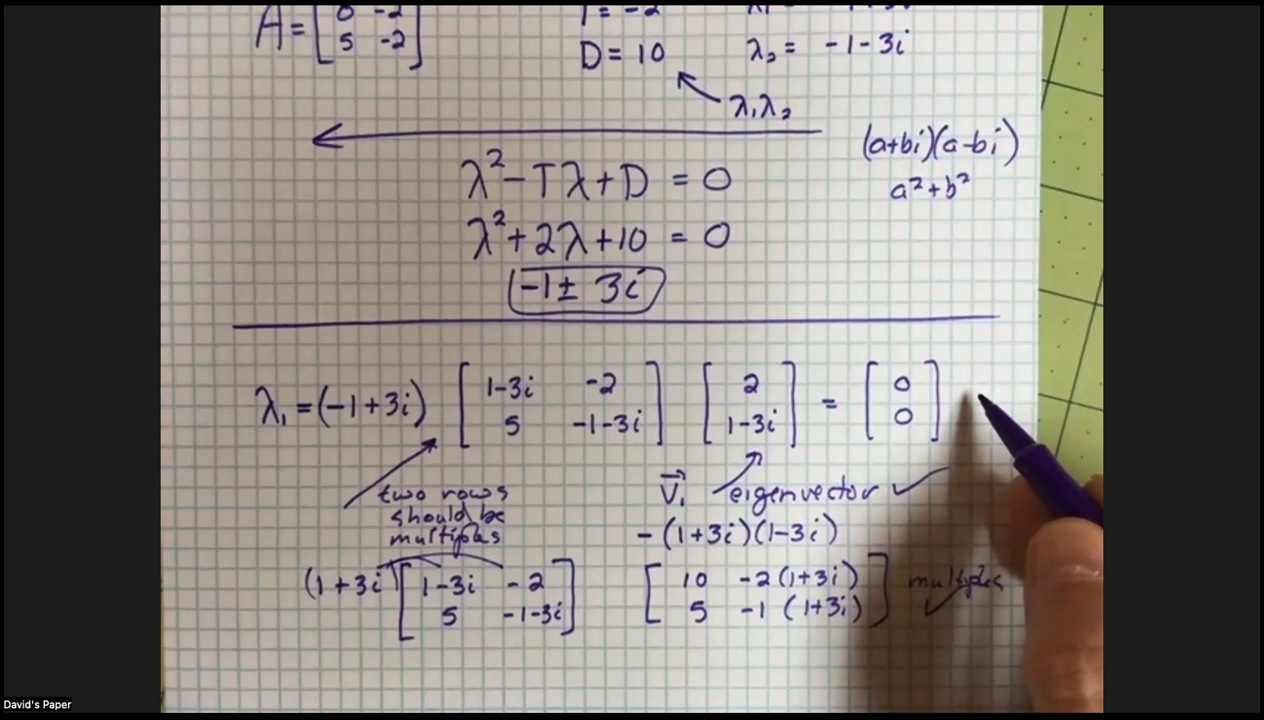 A = [ 0 -2
5 -2 ]
T = -2
D = 10
λ₂ = -1-3i
λ₁λ₂
(a+bi)(a-bi)
a²+b²
λ² - Tλ + D = 0
λ² + 2λ + 10 = 0
-1 ± 3i
λ₁ = (-1+3i) [ 1-3i -2 ] [ 2 ] = [ 0 ]
[ 5 -1-3i ] [ 1-3i ] [ 0 ]
two rows
should be
multiples
v⃗₁ eigenvector ✓
-(1+3i)(1-3i)
(1+3i [ 1-3i -2 ]
[ 5 -1-3i ]
[ 10 -2(1+3i) ]
[ 5 -1 (1+3i) ]
multiples ✓
David's Paper